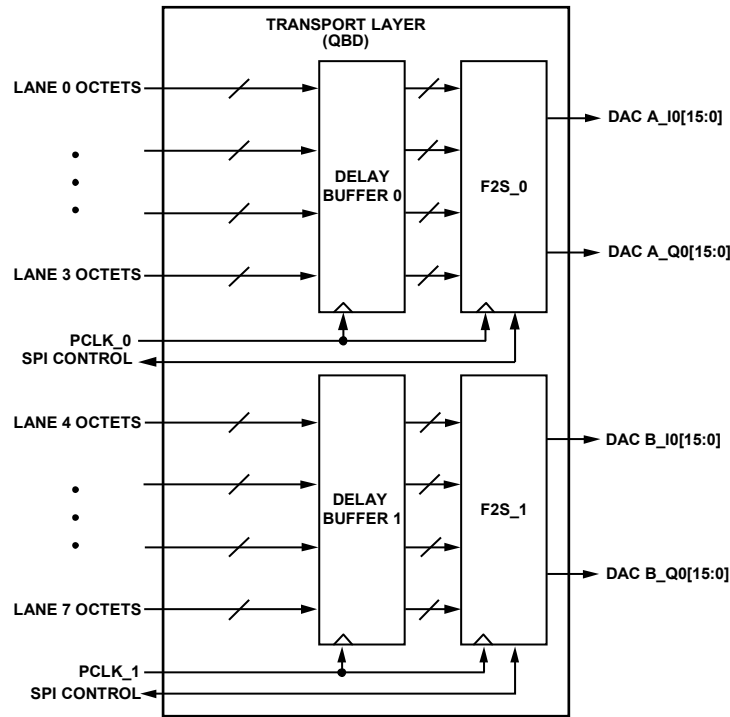 TRANSPORT LAYER
(QBD)
LANE 0 OCTETS
DELAY
BUFFER 0
F2S_0
DAC A_I0[15:0]
DAC A_Q0[15:0]
LANE 3 OCTETS
PCLK_0
SPI CONTROL
LANE 4 OCTETS
DELAY
BUFFER 1
F2S_1
DAC B_I0[15:0]
DAC B_Q0[15:0]
LANE 7 OCTETS
PCLK_1
SPI CONTROL